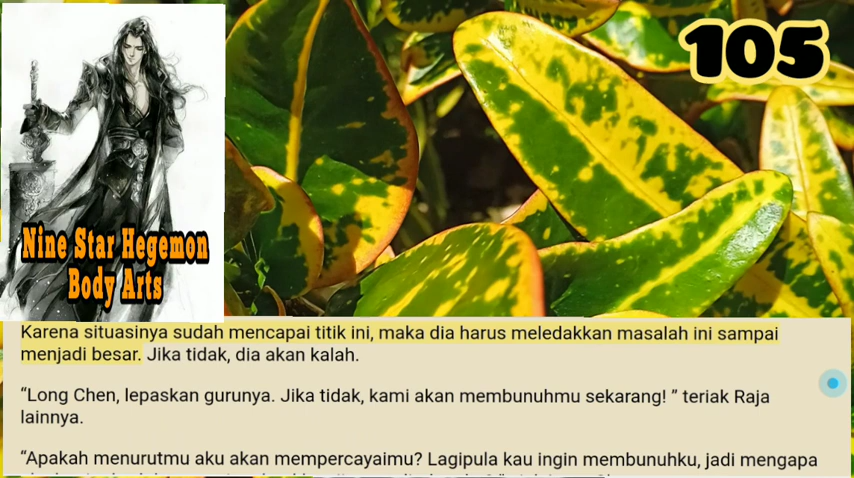 105
Nine Star Hegemon
Body Arts
Karena situasinya sudah mencapai titik ini, maka dia harus meledakkan masalah ini sampai
menjadi besar. Jika tidak, dia akan kalah.
“Long Chen, lepaskan gurunya. Jika tidak, kami akan membunuhmu sekarang! ” teriak Raja
lainnya.
“Apakah menurutmu aku akan mempercayaimu? Lagipula kau ingin membunuhku, jadi mengapa